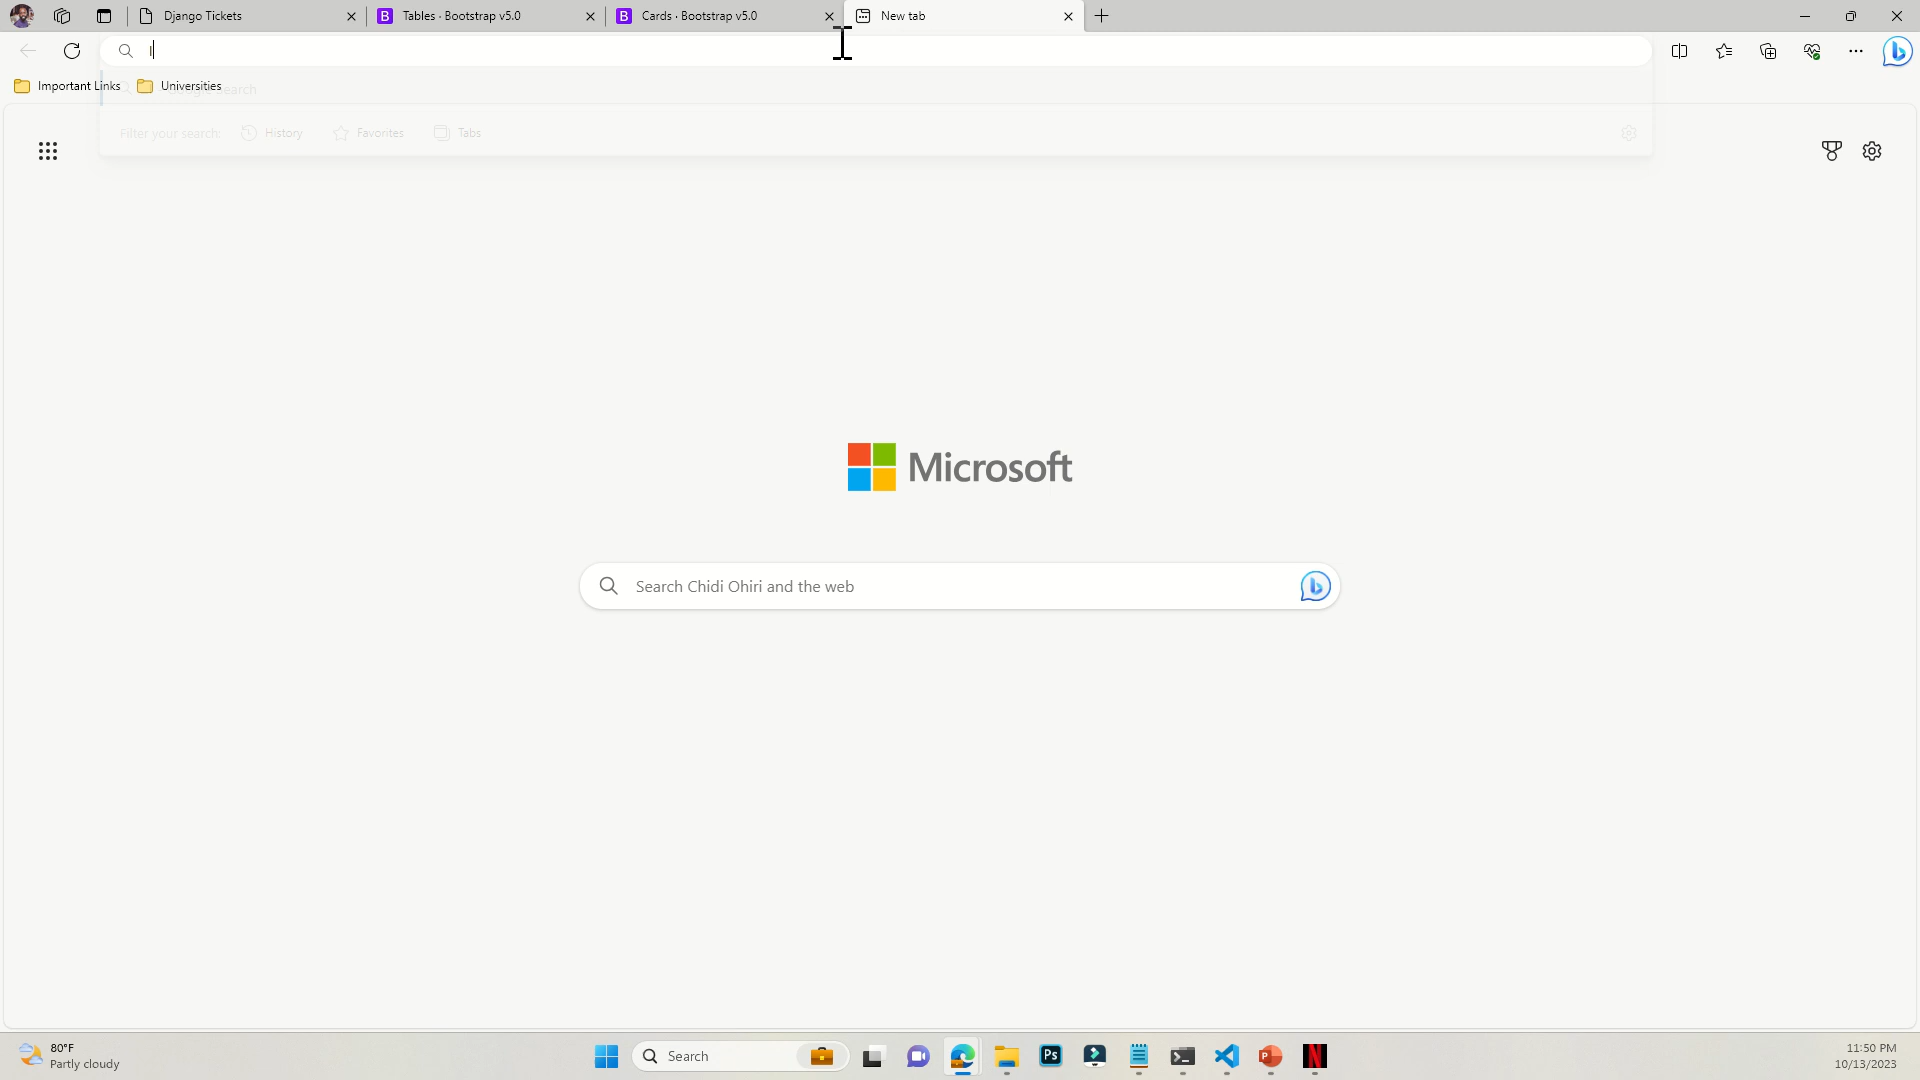 Django Tickets
Tables · Bootstrap v5.0
Cards · Bootstrap v5.0
New tab
l
Important Links
Universities
Search
Filter your search:
History
Favorites
Tabs
Microsoft
Search Chidi Ohiri and the web
80°F
Partly cloudy
Search
Ps
11:50 PM
10/13/2023